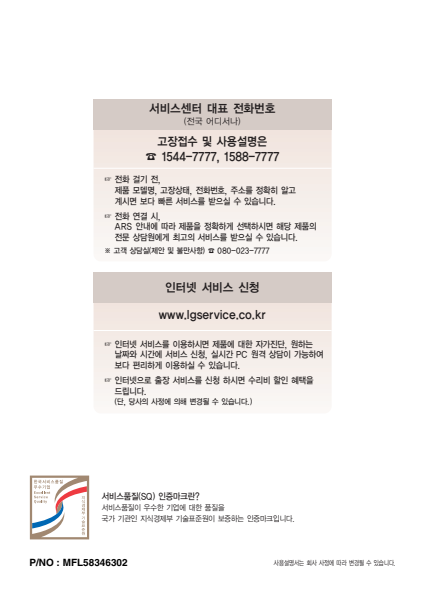 서비스센터 대표 전화번호
(전국 어디서나)
고장접수 및 사용설명은
☎ 1544-7777, 1588-7777
☞ 전화 걸기 전,
제품 모델명, 고장상태, 전화번호, 주소를 정확히 알고
계시면 보다 빠른 서비스를 받으실 수 있습니다.
☞ 전화 연결 시,
ARS 안내에 따라 제품을 정확하게 선택하시면 해당 제품의
전문 상담원에게 최고의 서비스를 받으실 수 있습니다.
※ 고객 상담실(제안 및 불만사항) ☎ 080-023-7777
인터넷 서비스 신청
www.lgservice.co.kr
☞ 인터넷 서비스를 이용하시면 제품에 대한 자가진단, 원하는
날짜와 시간에 서비스 신청, 실시간 PC 원격 상담이 가능하여
보다 편리하게 이용하실 수 있습니다.
☞ 인터넷으로 출장 서비스를 신청 하시면 수리비 할인 혜택을
드립니다.
(단, 당사의 사정에 의해 변경될 수 있습니다.)
한국서비스품질
우수기업
Excellent
Service
Quality
서비스품질(SQ) 인증마크란?
서비스품질이 우수한 기업에 대한 품질을
국가 기관인 지식경제부 기술표준원이 보증하는 인증마크입니다.
P/NO : MFL58346302
사용설명서는 회사 사정에 따라 변경될 수 있습니다.